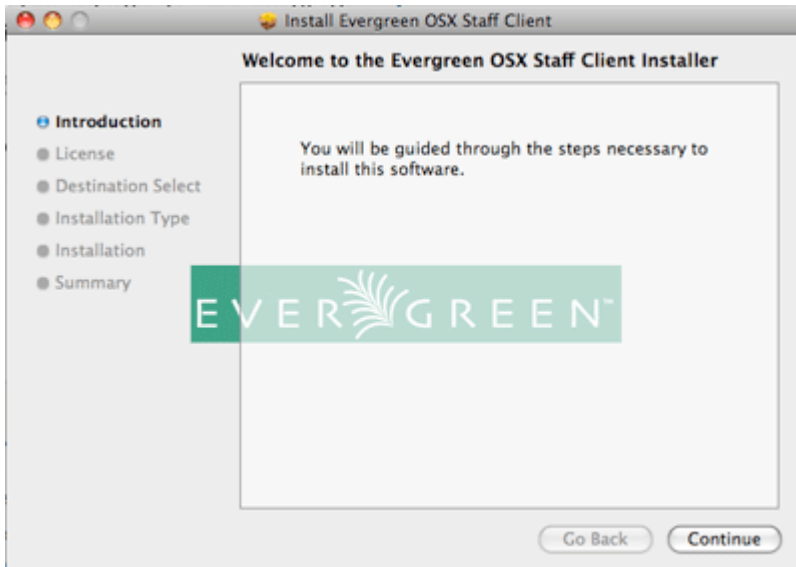 Install Evergreen OSX Staff Client
Welcome to the Evergreen OSX Staff Client Installer
Introduction
License
Destination Select
Installation Type
Installation
Summary
You will be guided through the steps necessary to
install this software.
EVERGREEN™
Go Back
Continue